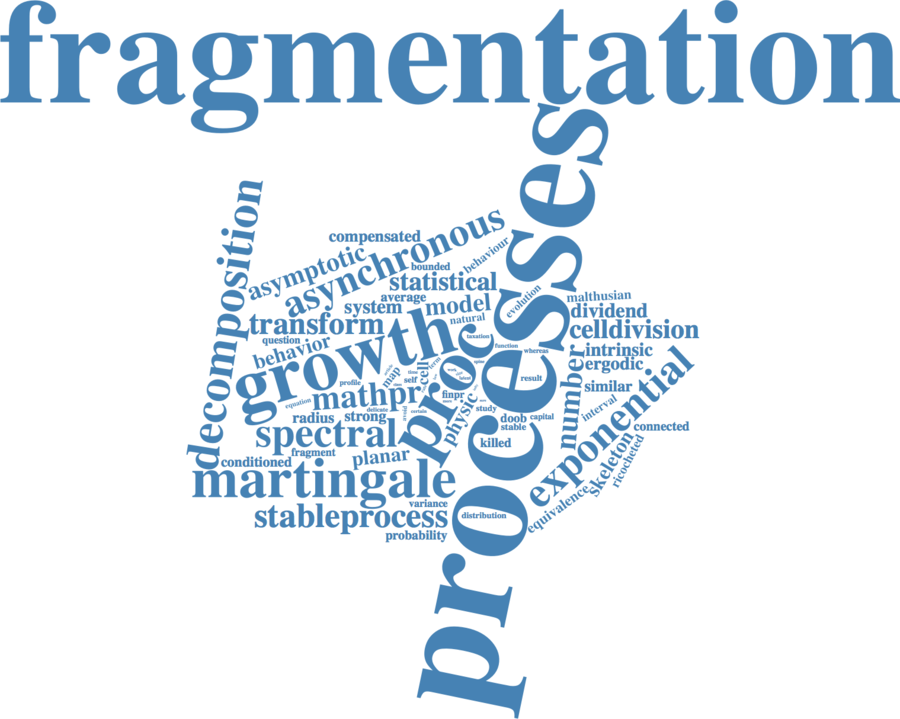 fragmentation
processes
decomposition
compensated
asymptotic
asynchronous
behaviour
bounded
statistical
average
evolution
malthusian
system
model
dividend
natural
transform
growth
celldivision
question
taxation
function
behavior
proc
whereas
intrinsic
cell
ergodic
map
profile
self
result
number
similar
mathpr
finpr
equation
delicate
certain
study
interval
radius
strong
physic
doob
capital
exponential
stable
connected
spectral
killed
skeleton
fragment
planar
ricocheted
conditioned
martingale
equivalence
variance
stableprocess
distribution
probability